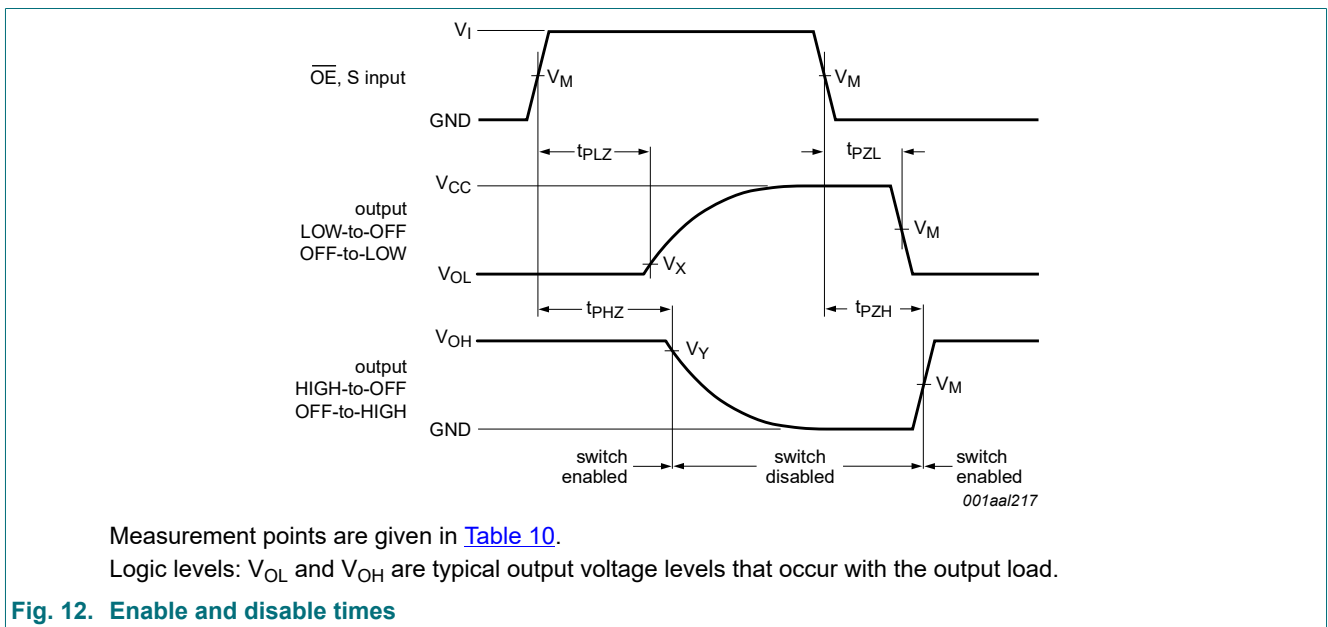 V_I
OE, S input
V_M
V_M
GND
t_PLZ
t_PZL
V_CC
output
LOW-to-OFF
OFF-to-LOW
V_M
V_X
V_OL
t_PHZ
t_PZH
V_OH
V_Y
output
HIGH-to-OFF
OFF-to-HIGH
V_M
GND
switch
enabled
switch
disabled
switch
enabled
001aal217
Measurement points are given in Table 10.
Logic levels: V_OL and V_OH are typical output voltage levels that occur with the output load.
Fig. 12. Enable and disable times